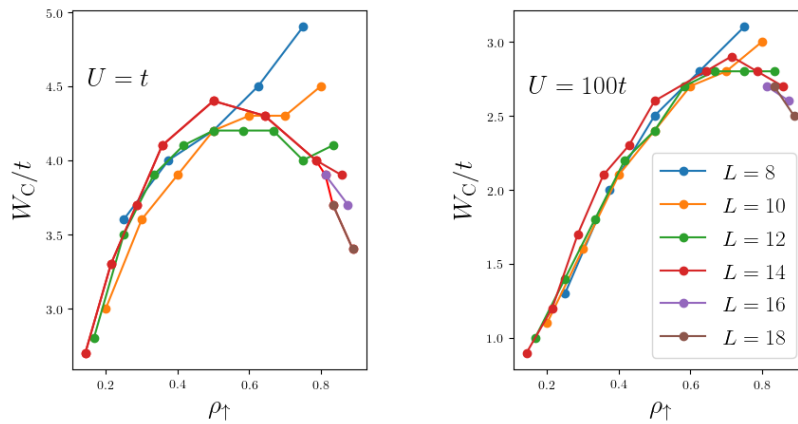 5.0
4.5
4.0
3.5
3.0
W_C/t
U = t
0.2 0.4 0.6 0.8
ρ↑
3.0
2.5
2.0
1.5
1.0
W_C/t
U = 100t
L = 8
L = 10
L = 12
L = 14
L = 16
L = 18
0.2 0.4 0.6 0.8
ρ↑